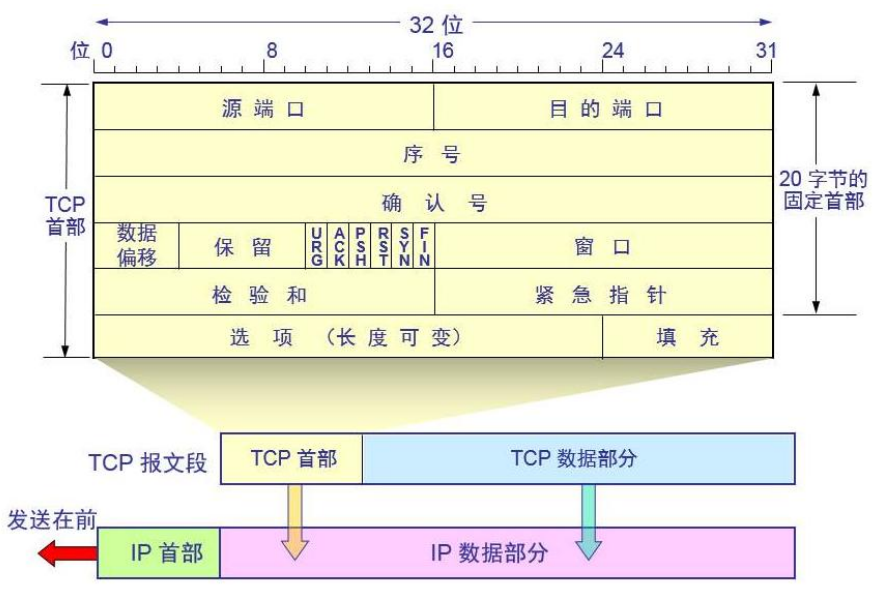 32 位
位 0 8 16 24 31
源 端 口 目 的 端 口
序 号
TCP
首部
确 认 号
20 字节的
固定首部
数据
偏移
保 留
URG
ACK
PSH
RST
SYN
FIN
窗 口
检 验 和 紧 急 指 针
选 项 (长 度 可 变) 填 充
TCP 报文段 TCP 首部 TCP 数据部分
发送在前
IP 首部 IP 数据部分